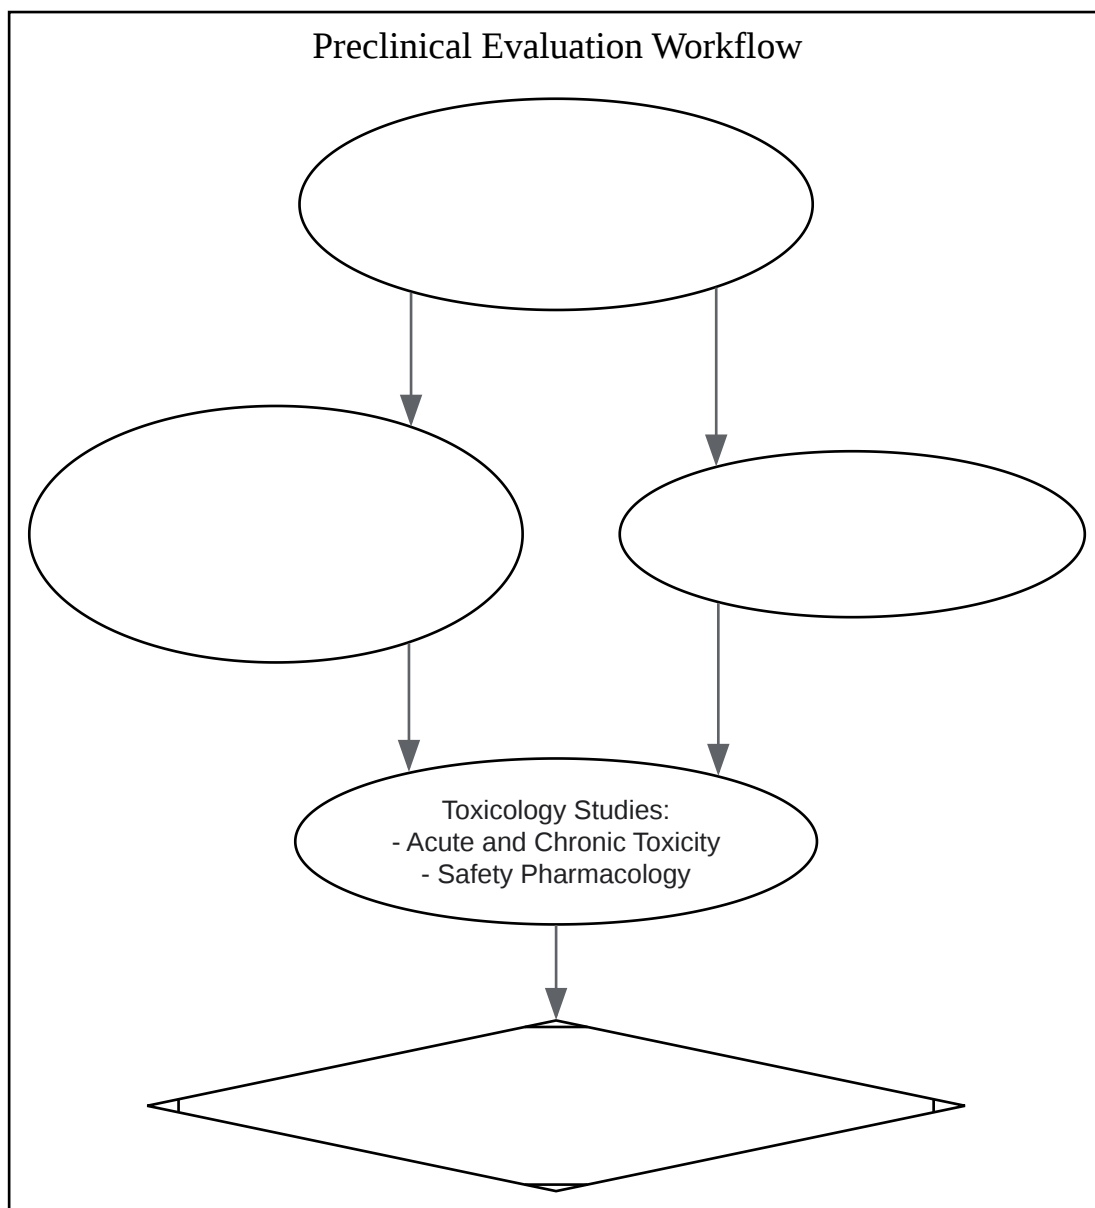 Preclinical Evaluation Workflow
Toxicology Studies:
- Acute and Chronic Toxicity
- Safety Pharmacology